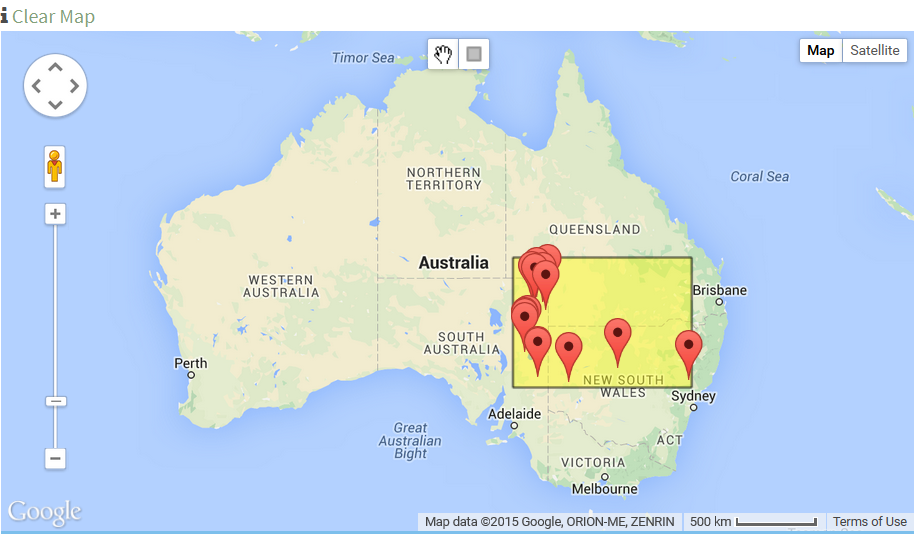 Clear Map
Timor Sea
Map
Satellite
NORTHERN
TERRITORY
Coral Sea
QUEENSLAND
Australia
WESTERN
AUSTRALIA
Brisbane
SOUTH
AUSTRALIA
Perth
NEW SOUTH
WALES
Sydney
Adelaide
Great
Australian
Bight
ACT
VICTORIA
Melbourne
Google
Map data ©2015 Google, ORION-ME, ZENRIN
500 km
Terms of Use